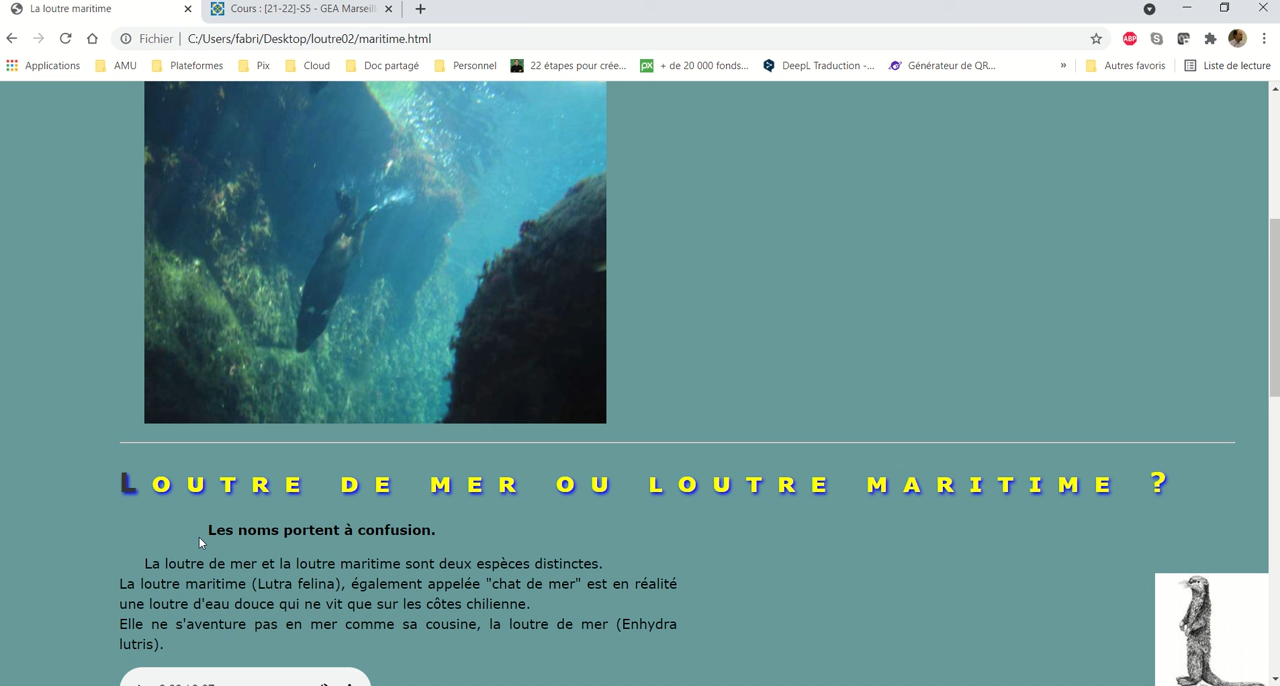 La loutre maritime
Cours : [21-22]-S5 - GEA Marseill
Fichier | C:/Users/fabri/Desktop/loutre02/maritime.html
ABP
Applications AMU Plateformes Pix Cloud Doc partagé Personnel 22 étapes pour crée... + de 20 000 fonds... DeepL Traduction -... Générateur de QR... » Autres favoris Liste de lecture
LOUTRE DE MER OU LOUTRE MARITIME ?
Les noms portent à confusion.
La loutre de mer et la loutre maritime sont deux espèces distinctes.
La loutre maritime (Lutra felina), également appelée "chat de mer" est en réalité
une loutre d'eau douce qui ne vit que sur les côtes chilienne.
Elle ne s'aventure pas en mer comme sa cousine, la loutre de mer (Enhydra
lutris).